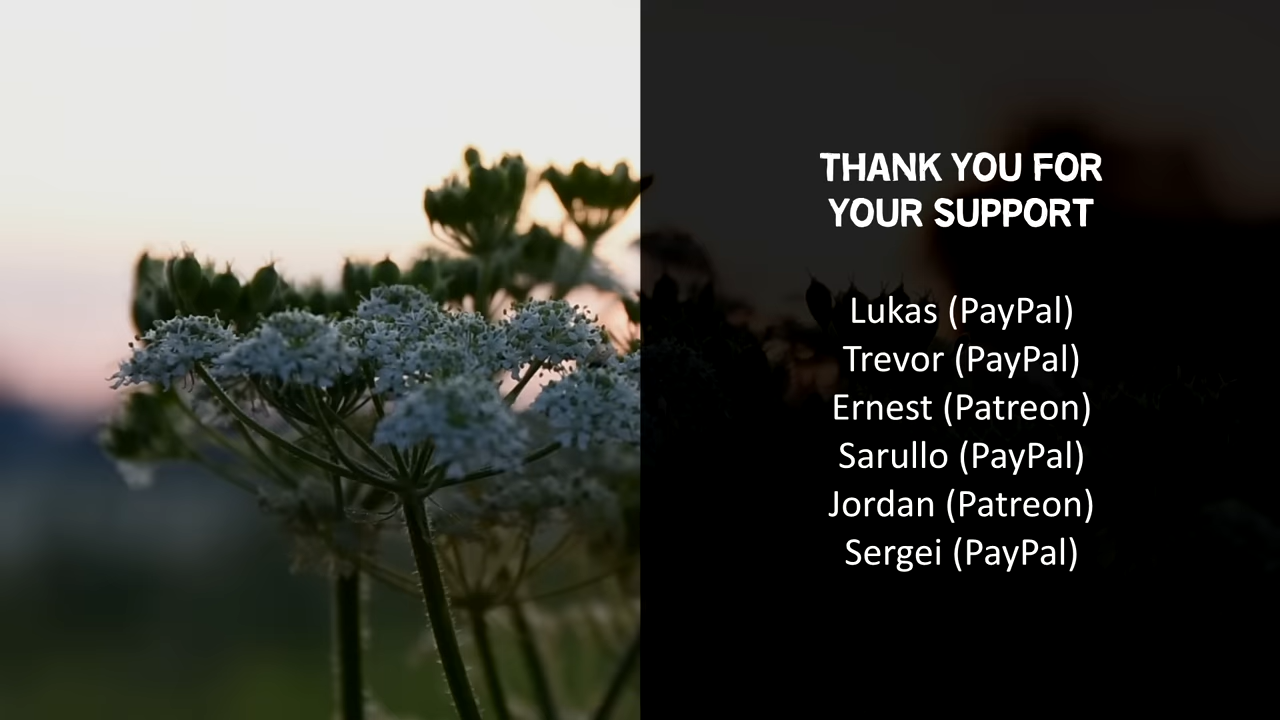 THANK YOU FOR
YOUR SUPPORT
Lukas (PayPal)
Trevor (PayPal)
Ernest (Patreon)
Sarullo (PayPal)
Jordan (Patreon)
Sergei (PayPal)